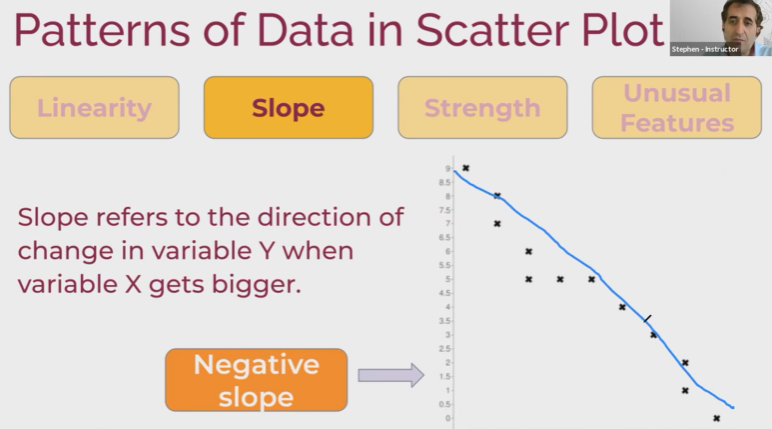 Patterns of Data in Scatter Plot
Stephen - Instructor
Linearity
Slope
Strength
Unusual
Features
Slope refers to the direction of
change in variable Y when
variable X gets bigger.
Negative
slope
9
8.5
8
7.5
7
6.5
6
5.5
5
4.5
4
3.5
3
2.5
2
1.5
1
0.5
0